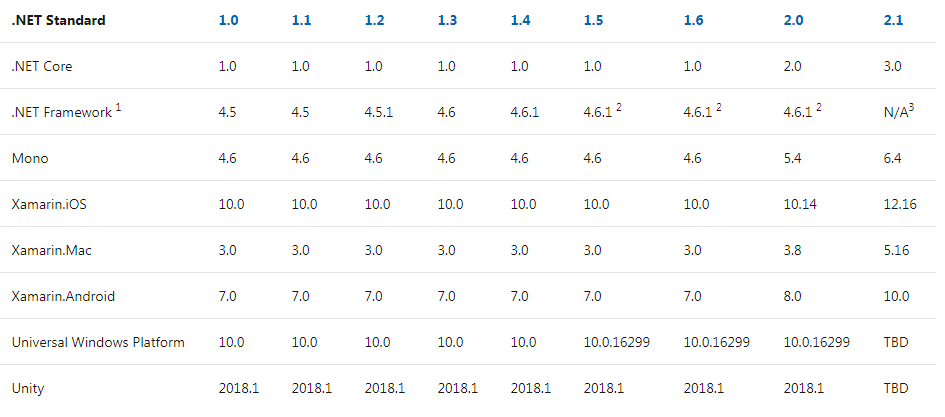 .NET Standard 1.0 1.1 1.2 1.3 1.4 1.5 1.6 2.0 2.1
.NET Core 1.0 1.0 1.0 1.0 1.0 1.0 1.0 2.0 3.0
.NET Framework 1 4.5 4.5 4.5.1 4.6 4.6.1 4.6.1 2 4.6.1 2 4.6.1 2 N/A3
Mono 4.6 4.6 4.6 4.6 4.6 4.6 4.6 5.4 6.4
Xamarin.iOS 10.0 10.0 10.0 10.0 10.0 10.0 10.0 10.14 12.16
Xamarin.Mac 3.0 3.0 3.0 3.0 3.0 3.0 3.0 3.8 5.16
Xamarin.Android 7.0 7.0 7.0 7.0 7.0 7.0 7.0 8.0 10.0
Universal Windows Platform 10.0 10.0 10.0 10.0 10.0 10.0.16299 10.0.16299 10.0.16299 TBD
Unity 2018.1 2018.1 2018.1 2018.1 2018.1 2018.1 2018.1 2018.1 TBD